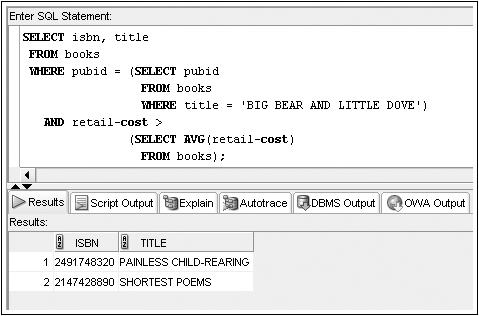 Enter SQL Statement:
SELECT isbn, title
FROM books
WHERE pubid = (SELECT pubid
FROM books
WHERE title = 'BIG BEAR AND LITTLE DOVE')
AND retail-cost >
(SELECT AVG(retail-cost)
FROM books);
Results Script Output Explain Autotrace DBMS Output OWA Output
Results:
ISBN TITLE
1 2491748320 PAINLESS CHILD-REARING
2 2147428890 SHORTEST POEMS